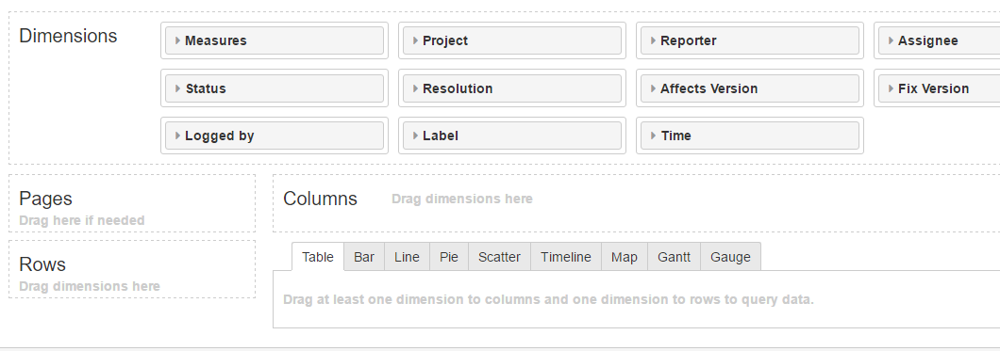 Dimensions
Measures
Project
Reporter
Assignee
Status
Resolution
Affects Version
Fix Version
Logged by
Label
Time
Pages
Drag here if needed
Columns
Drag dimensions here
Rows
Drag dimensions here
Table Bar Line Pie Scatter Timeline Map Gantt Gauge
Drag at least one dimension to columns and one dimension to rows to query data.